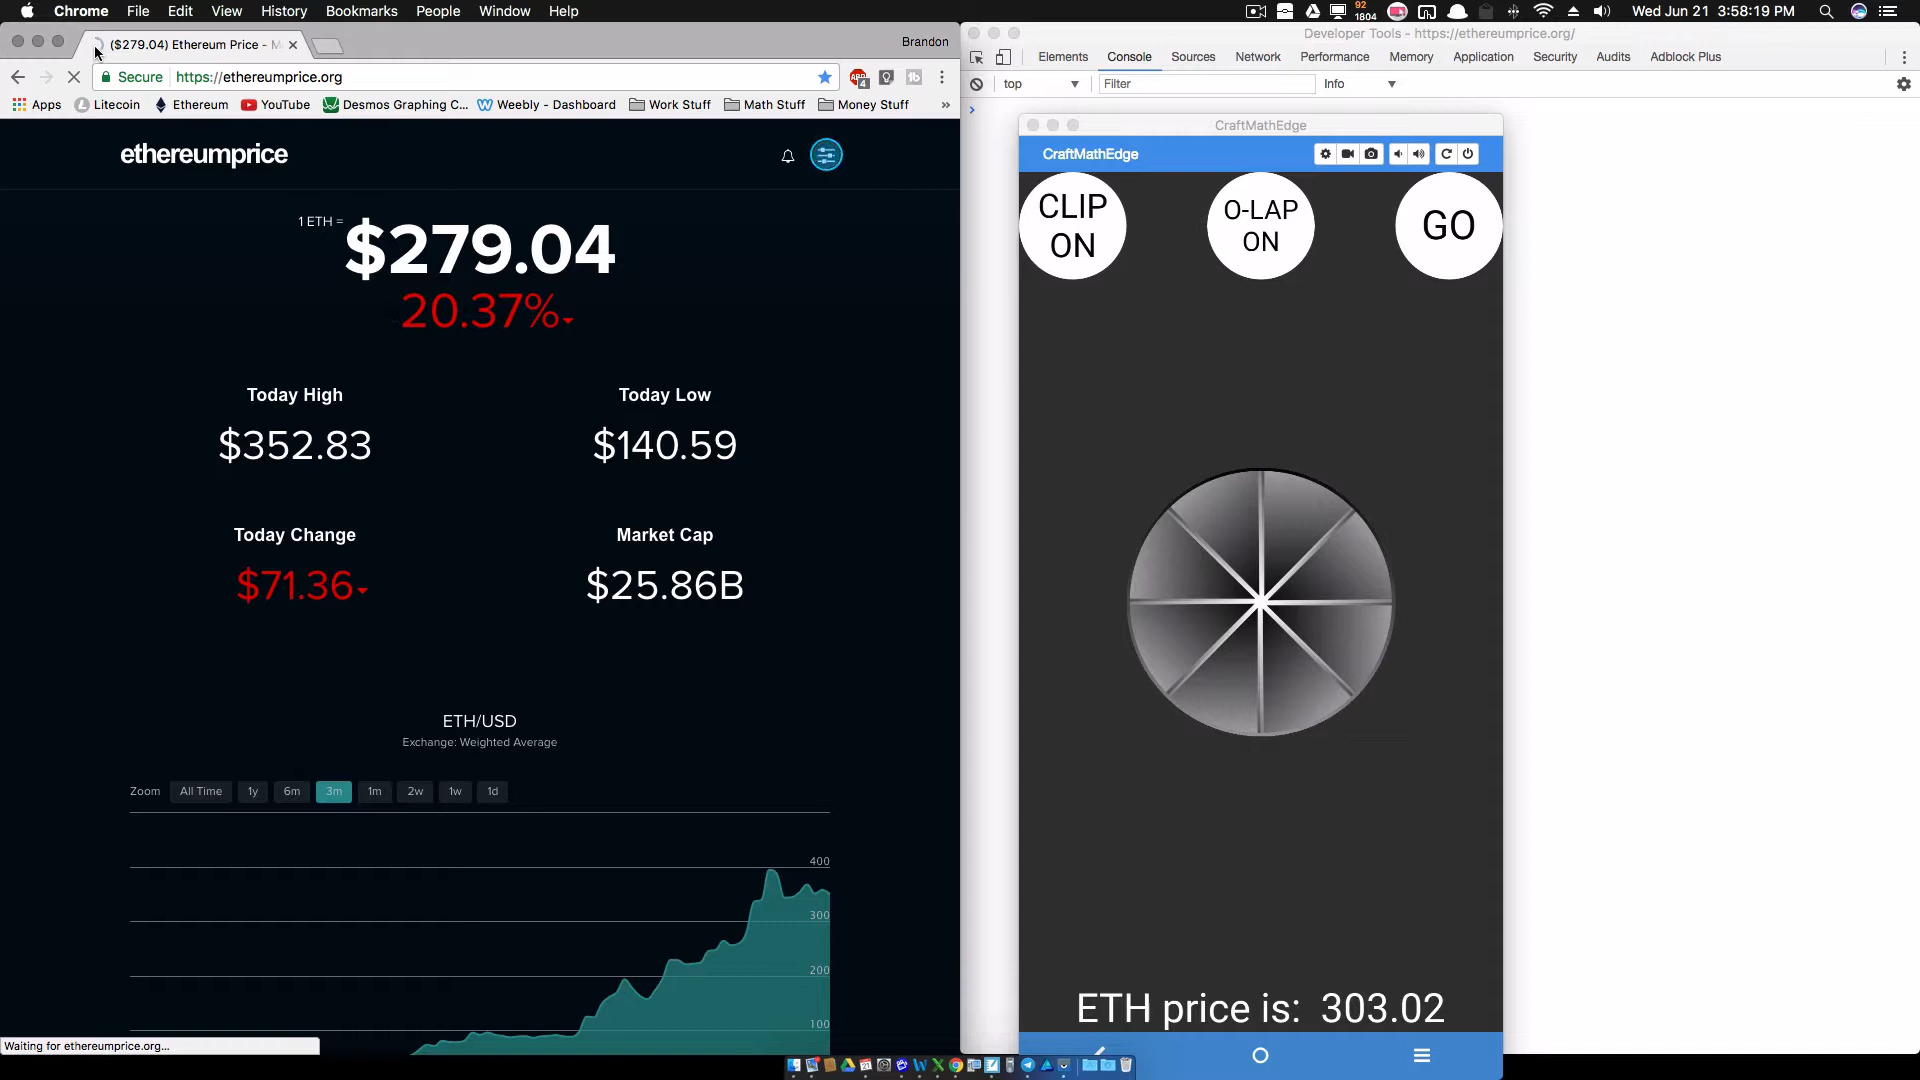 Chrome File Edit View History Bookmarks People Window Help
92
1804
Wed Jun 21 3:58:19 PM
($279.04) Ethereum Price - M
Brandon
Secure https://ethereumprice.org
4
Apps Litecoin Ethereum YouTube Desmos Graphing C... Weebly - Dashboard Work Stuff Math Stuff Money Stuff »
ethereumprice
1 ETH =
$279.04
20.37%
Today High
Today Low
$352.83
$140.59
Today Change
Market Cap
$71.36
$25.86B
ETH/USD
Exchange: Weighted Average
Zoom All Time 1y 6m 3m 1m 2w 1w 1d
400
300
200
100
Waiting for ethereumprice.org...
Developer Tools - https://ethereumprice.org/
Elements Console Sources Network Performance Memory Application Security Audits Adblock Plus
top
Filter
Info
CraftMathEdge
CraftMathEdge
CLIP
ON
O-LAP
ON
GO
ETH price is: 303.02